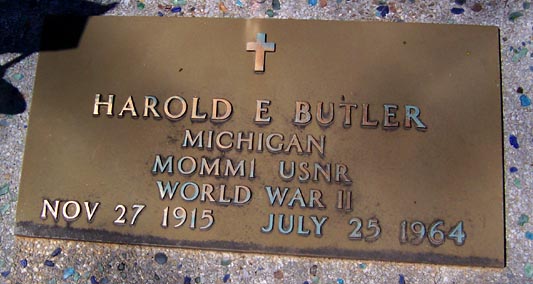 HAROLD E BUTLER
MICHIGAN
MOMM1 USNR
WORLD WAR II
NOV 27 1915 JULY 25 1964